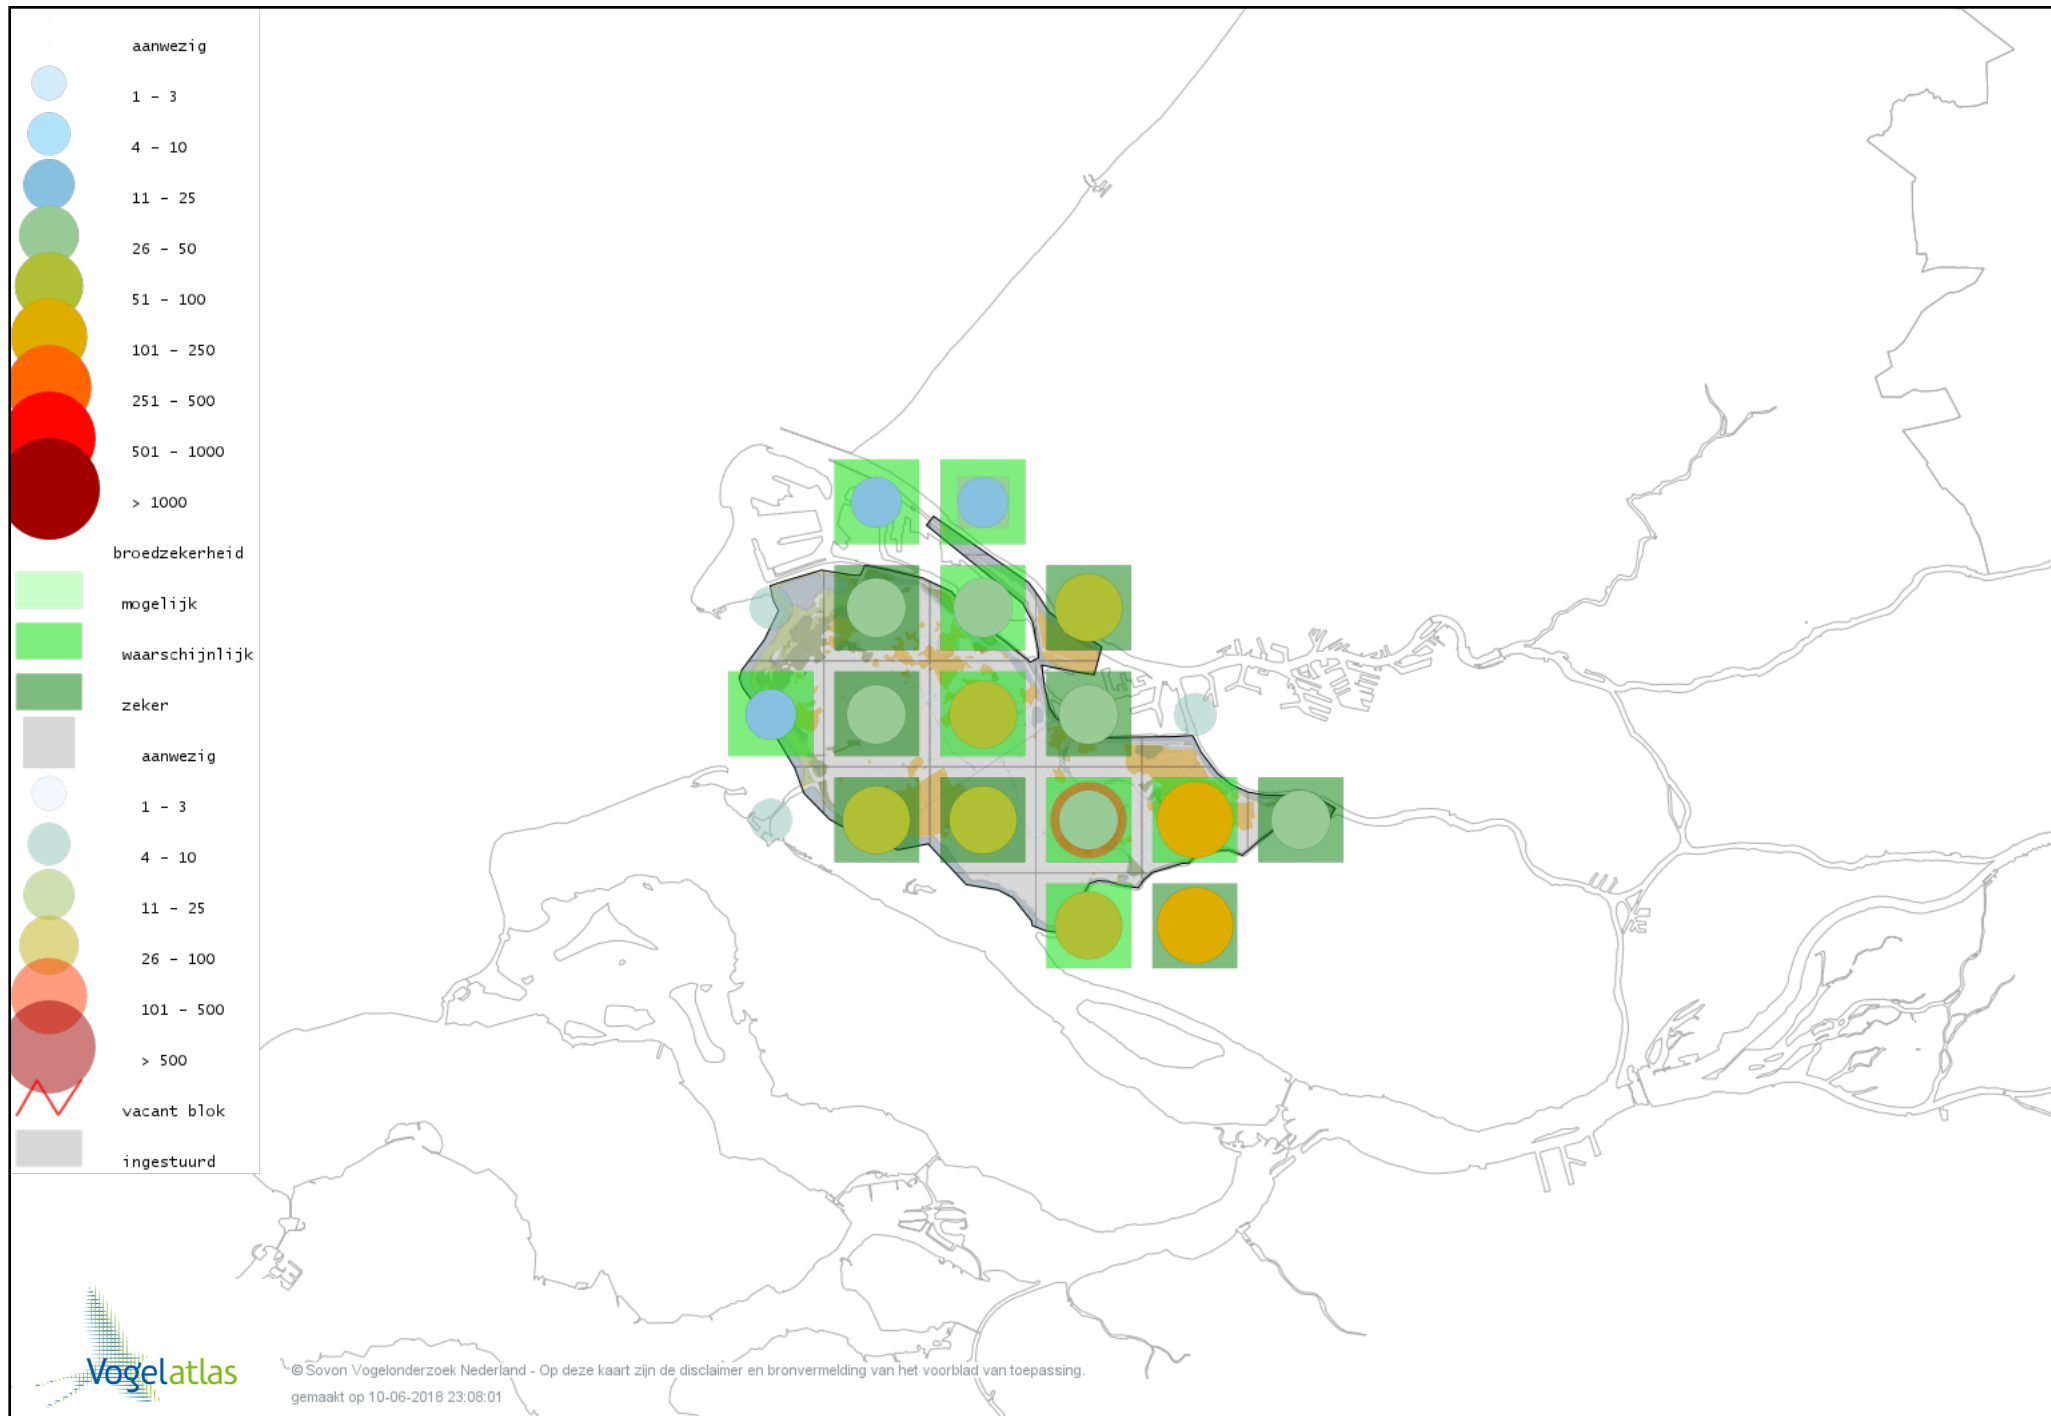 aanwezig
1 - 3
4 - 10
11 - 25
26 - 50
51 - 100
101 - 250
251 - 500
501 - 1000
> 1000
broedzekerheid
mogelijk
waarschijnlijk
zeker
aanwezig
1 - 3
4 - 10
11 - 25
26 - 100
101 - 500
> 500
vacant blok
ingestuurd
Vogelatlas
© Sovon Vogelonderzoek Nederland - Op deze kaart zijn de disclaimer en bronvermelding van het voorblad van toepassing.
gemaakt op 10-06-2018 23:08:01